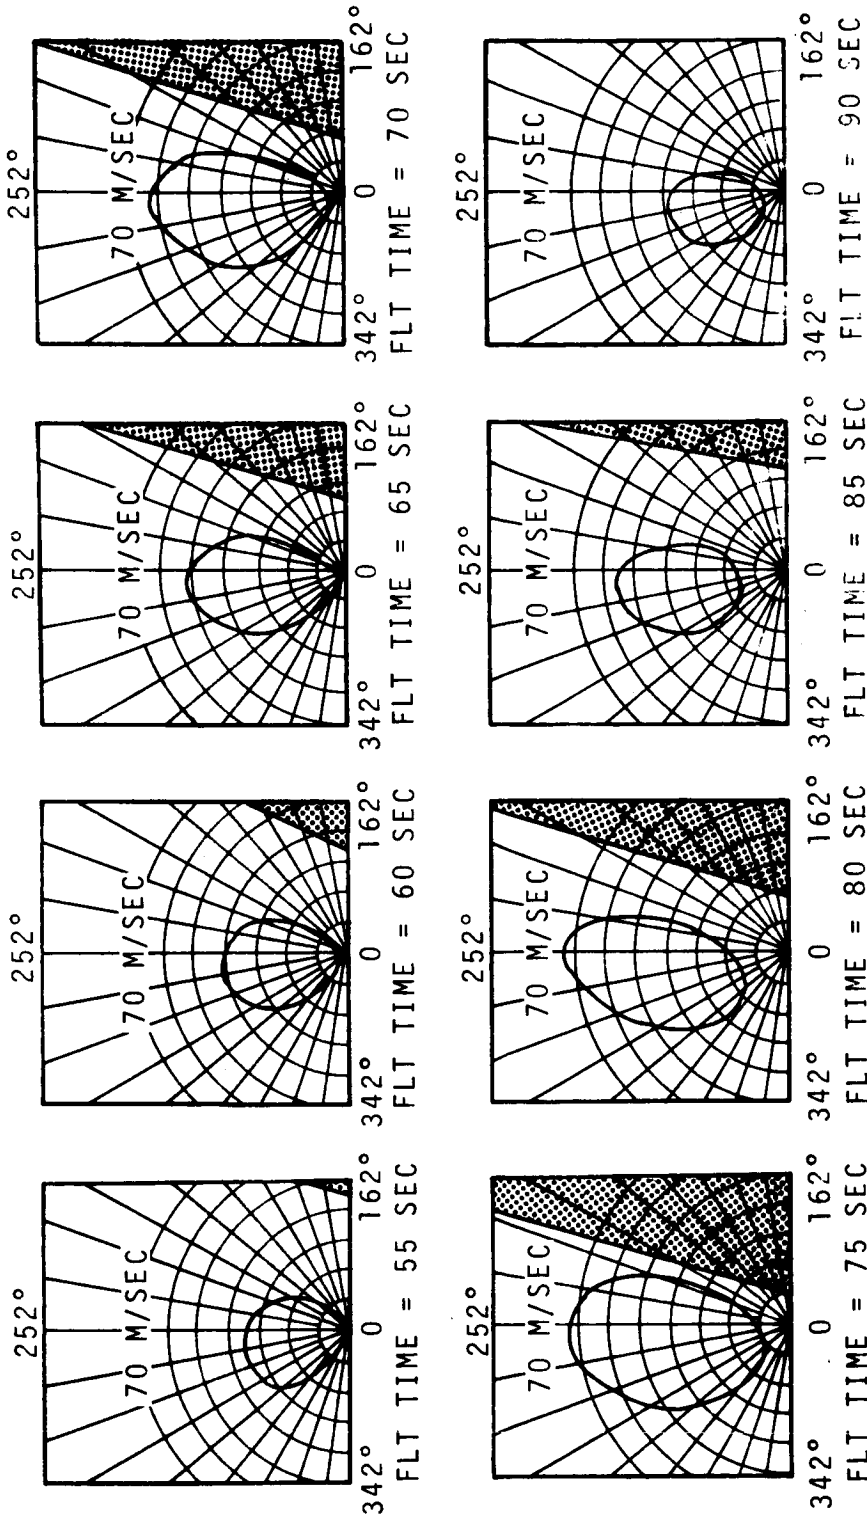 252°
70 M/SEC
342° 0 162°
FLT TIME = 55 SEC
252°
70 M/SEC
342° 0 162°
FLT TIME = 60 SEC
252°
70 M/SEC
342° 0 162°
FLT TIME = 65 SEC
252°
70 M/SEC
342° 0 162°
FLT TIME = 70 SEC
252°
70 M/SEC
342° 0 162°
FLT TIME = 75 SEC
252°
70 M/SEC
342° 0 162°
FLT TIME = 80 SEC
252°
70 M/SEC
342° 0 162°
FLT TIME = 85 SEC
252°
70 M/SEC
342° 0 162°
FLT TIME = 90 SEC